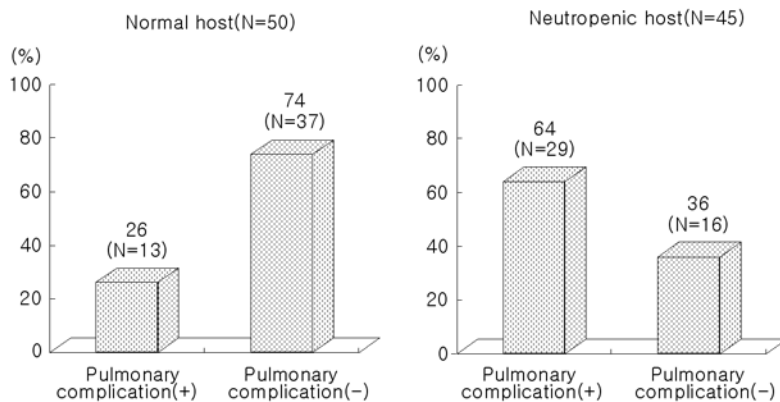 Normal host(N=50)
(%)
100
80
60
40
20
0
26
(N=13)
74
(N=37)
Pulmonary
complication(+)
Pulmonary
complication(-)
Neutropenic host(N=45)
(%)
100
80
60
40
20
0
64
(N=29)
36
(N=16)
Pulmonary
complication(+)
Pulmonary
complication(-)